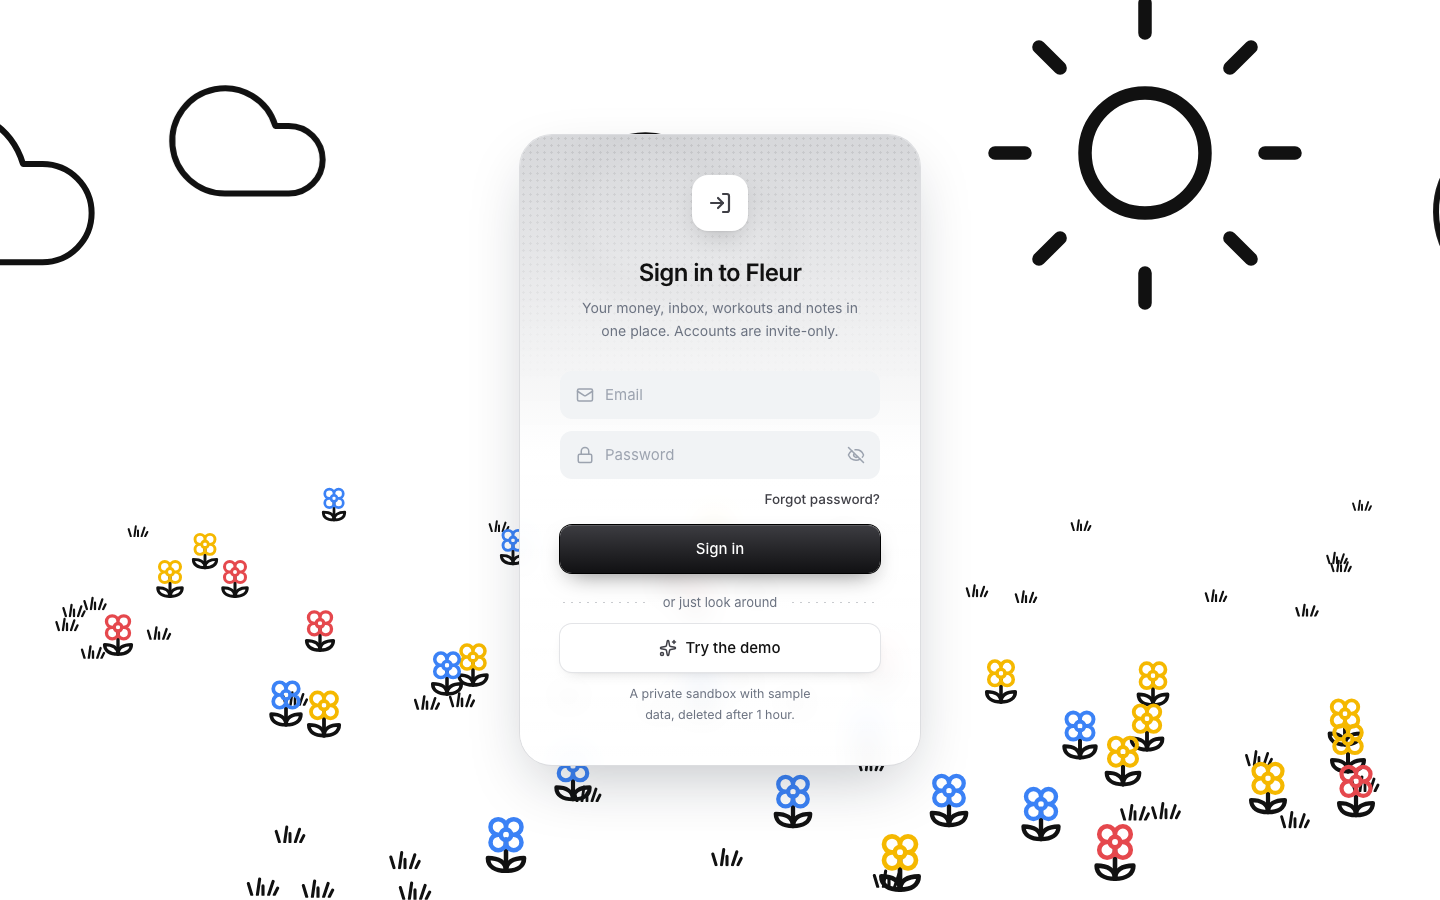 Sign in to Fleur
Your money, inbox, workouts and notes in
one place. Accounts are invite-only.
Email
Password
Forgot password?
Sign in
or just look around
Try the demo
A private sandbox with sample
data, deleted after 1 hour.